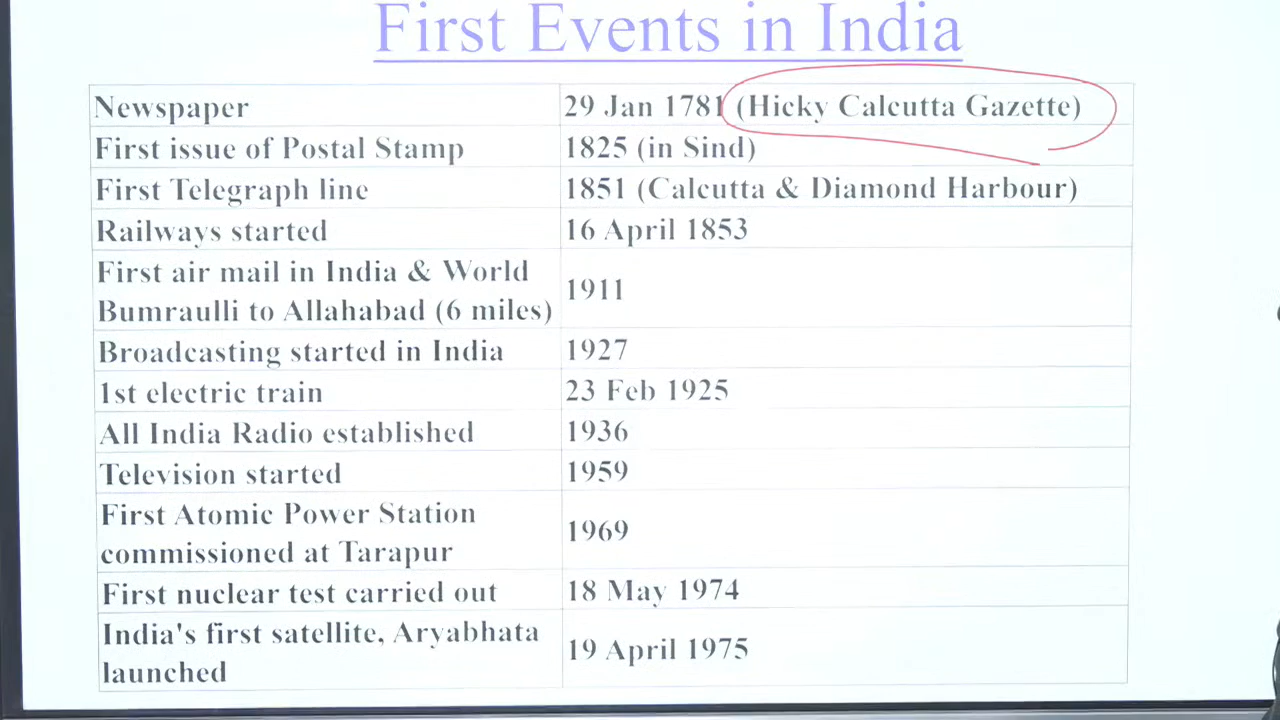 First Events in India
Newspaper 29 Jan 1781 (Hicky Calcutta Gazette)
First issue of Postal Stamp 1825 (in Sind)
First Telegraph line 1851 (Calcutta & Diamond Harbour)
Railways started 16 April 1853
First air mail in India & World
Bumraulli to Allahabad (6 miles) 1911
Broadcasting started in India 1927
1st electric train 23 Feb 1925
All India Radio established 1936
Television started 1959
First Atomic Power Station
commissioned at Tarapur 1969
First nuclear test carried out 18 May 1974
India's first satellite, Aryabhata
launched 19 April 1975